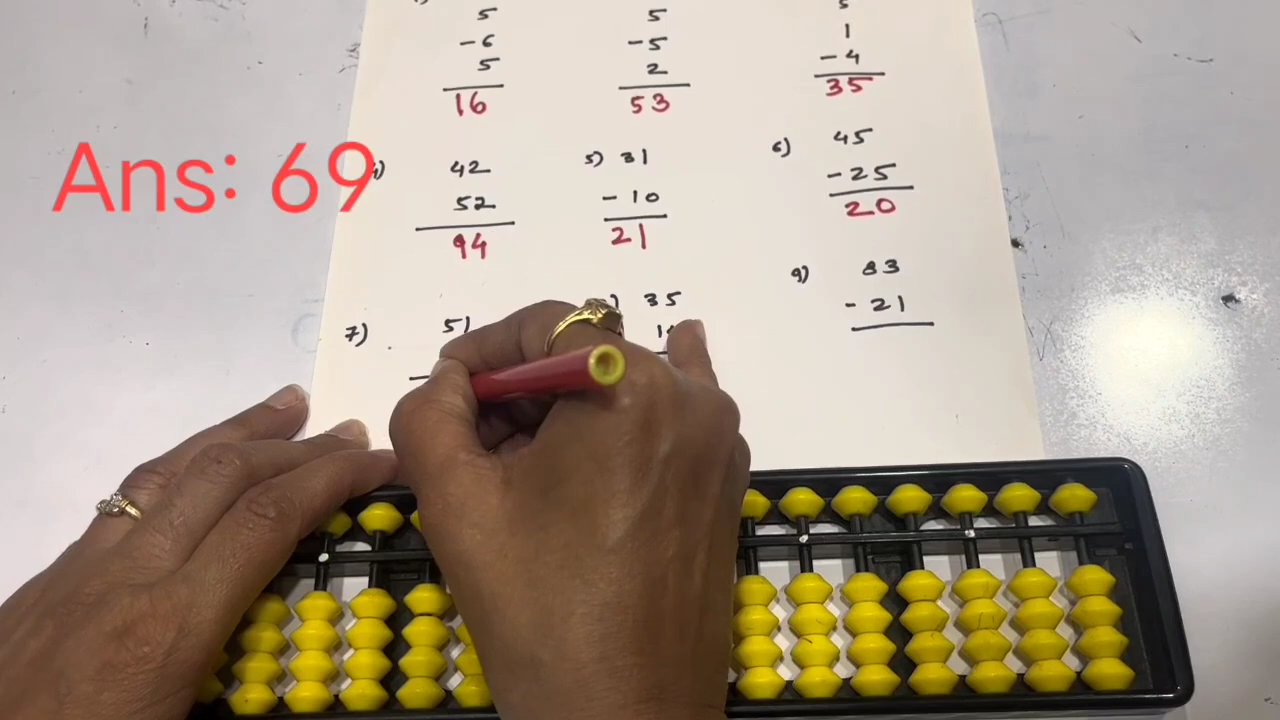 5 5
- 6 - 5 1
5 2 - 4
16 53 35
Ans: 69
42 5) 31 6) 45
52 - 10 - 25
94 21 20
7) 51 35 9) 83
- 21